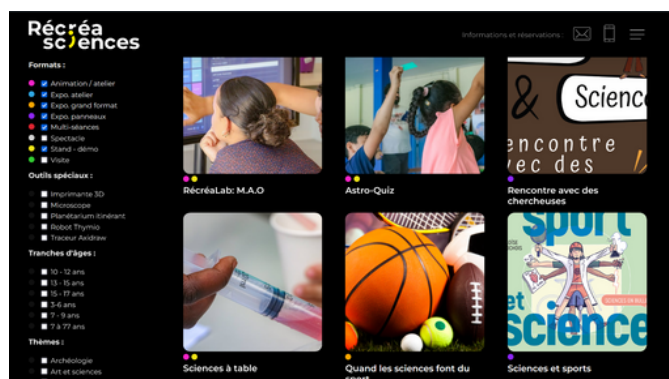 Récréa
sciences
Informations et réservations :
Formats :
Animation / atelier
Expo. atelier
Expo. grand format
Expo. panneaux
Multi-séances
Spectacle
Stand - démo
Visite
Outils spéciaux :
Imprimante 3D
Microscope
Planétarium itinérant
Robot Thymio
Traceur Axidraw
Tranches d'âges :
10 - 12 ans
13 - 15 ans
15 - 17 ans
3-6 ans
7 - 9 ans
7 à 77 ans
Thèmes :
Archéologie
Art et sciences
RécréaLab: M.A.O
Astro-Quiz
& Scienc
encontre
vec des
Rencontre avec des
chercheuses
Sciences à table
Quand les sciences font du
sport
sport
et
science
SCIENCES EN BULLES
Sciences et sports